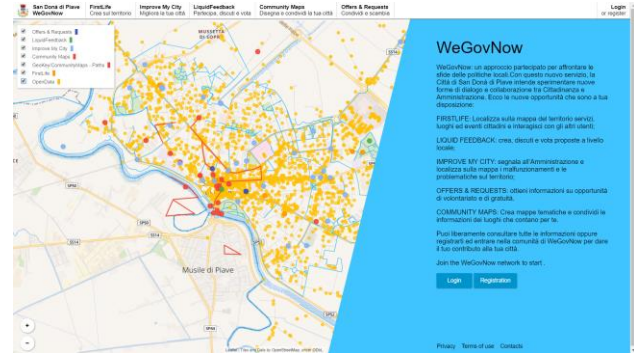 San Donà di Piave
WeGovNow
FirstLife
Crea sul territorio
Improve My City
Migliora la tua città
LiquidFeedback
Partecipa, discuti e vota
Community Maps
Disegna e condividi la tua città
Offers & Requests
Condividi e scambia
Login
or register
Offers & Requests
LiquidFeedback
Improve My City
Community Maps
GeoKey/CommunityMaps - Paths
FirstLife
OpenData
MUSSETTA
DI SOPRA
Musile di Piave
WeGovNow
WeGovNow: un approccio partecipato per affrontare le
sfide delle politiche locali.Con questo nuovo servizio, la
Città di San Donà di Piave intende sperimentare nuove
forme di dialogo e collaborazione tra Cittadinanza e
Amministrazione. Ecco le nuove opportunità che sono a tua
disposizione:
FIRSTLIFE: Localizza sulla mappa del territorio servizi,
luoghi ed eventi cittadini e interagisci con gli altri utenti;
LIQUID FEEDBACK: crea, discuti e vota proposte a livello
locale;
IMPROVE MY CITY: segnala all'Amministrazione e
localizza sulla mappa i malfunzionamenti e le
problematiche sul territorio;
OFFERS & REQUESTS: ottieni informazioni su opportunità
di volontariato e di gratuità.
COMMUNITY MAPS: Crea mappe tematiche e condividi le
informazioni dei luoghi che contano per te.
Puoi liberamente consultare tutte le informazioni oppure
registrarti ed entrare nella comunità di WeGovNow per dare
il tuo contributo alla tua città.
Join the WeGovNow network to start .
Login
Registration
+
-
Privacy
Terms of use
Contacts